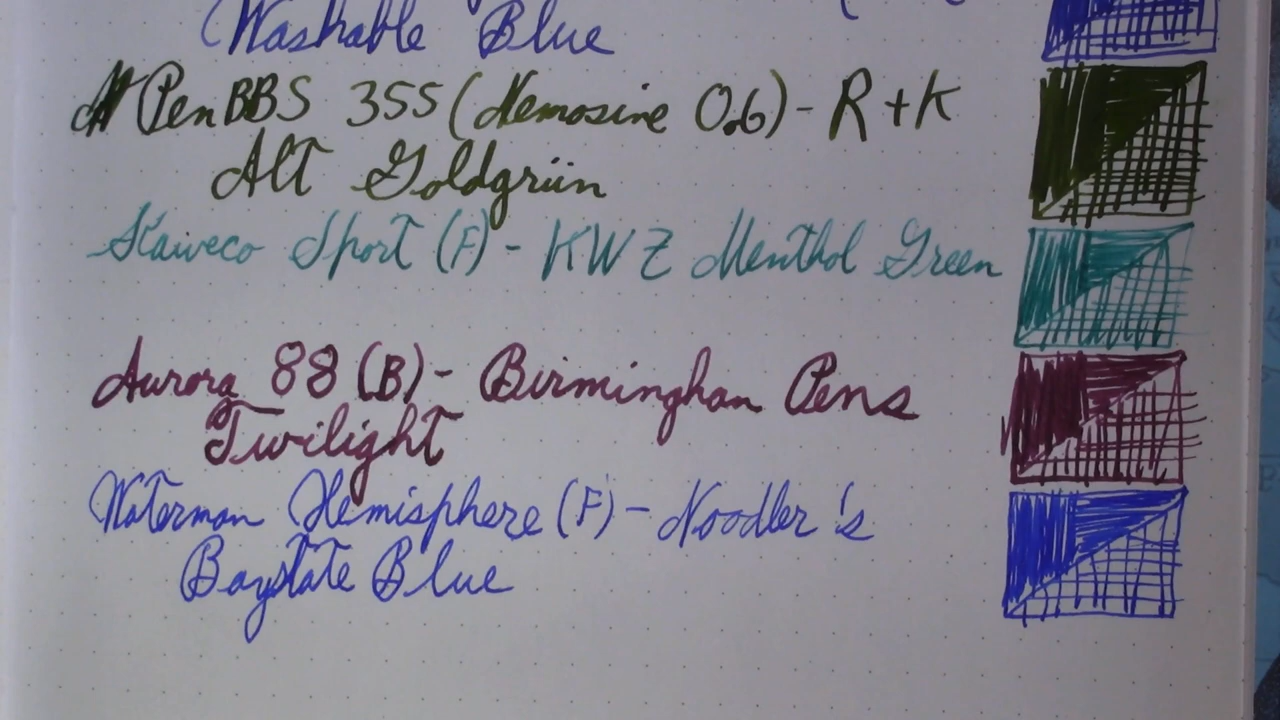 Washable Blue
PenBBS 355 (Nemosine 0.6) - R+K
Alt Goldgrün
Kaweco Sport (F) - KWZ Menthol Green
Aurora 88 (B) - Birmingham Pens
Twilight
Waterman Hemisphere (F) - Noodler's
Baystate Blue